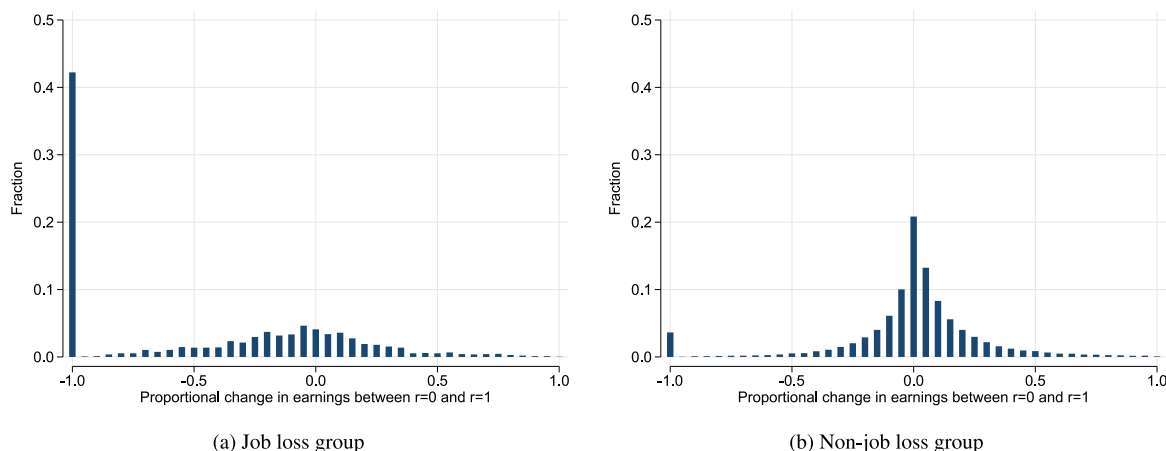 0.5
0.4
0.3
0.2
0.1
0.0
Fraction
-1.0 -0.5 0.0 0.5 1.0
Proportional change in earnings between r=0 and r=1
(a) Job loss group
0.5
0.4
0.3
0.2
0.1
0.0
Fraction
-1.0 -0.5 0.0 0.5 1.0
Proportional change in earnings between r=0 and r=1
(b) Non-job loss group